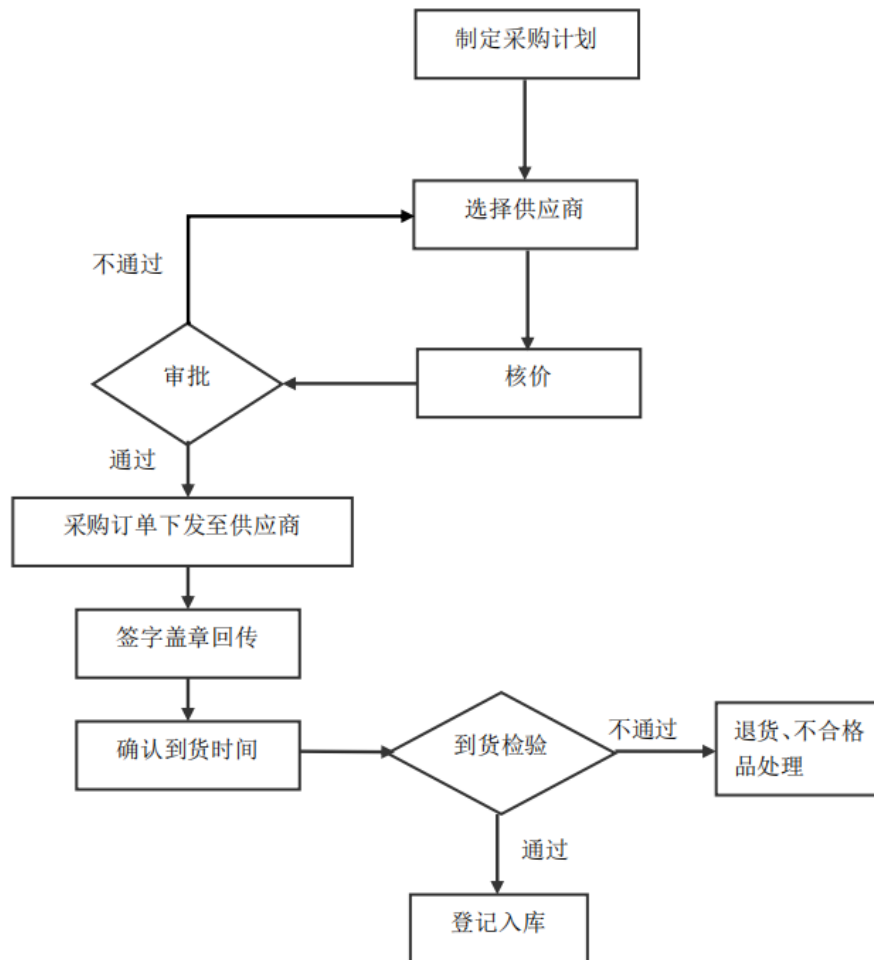 制定采购计划
选择供应商
不通过
审批
核价
通过
采购订单下发至供应商
签字盖章回传
确认到货时间
到货检验
不通过
退货、不合格
品处理
通过
登记入库